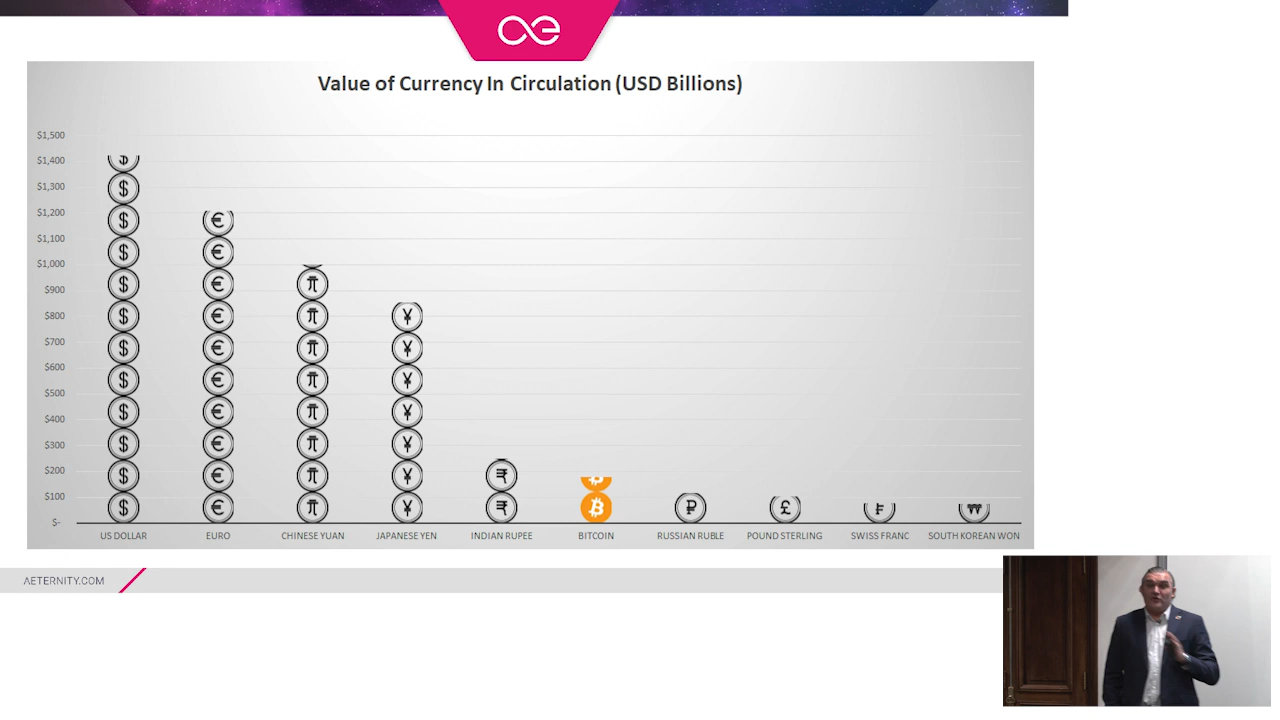 Value of Currency In Circulation (USD Billions)
$1,500
$1,400
$1,300
$1,200
$1,100
$1,000
$900
$800
$700
$600
$500
$400
$300
$200
$100
$-
US DOLLAR
EURO
CHINESE YUAN
JAPANESE YEN
INDIAN RUPEE
BITCOIN
RUSSIAN RUBLE
POUND STERLING
SWISS FRANC
SOUTH KOREAN WON
ΛETERNITY.COM